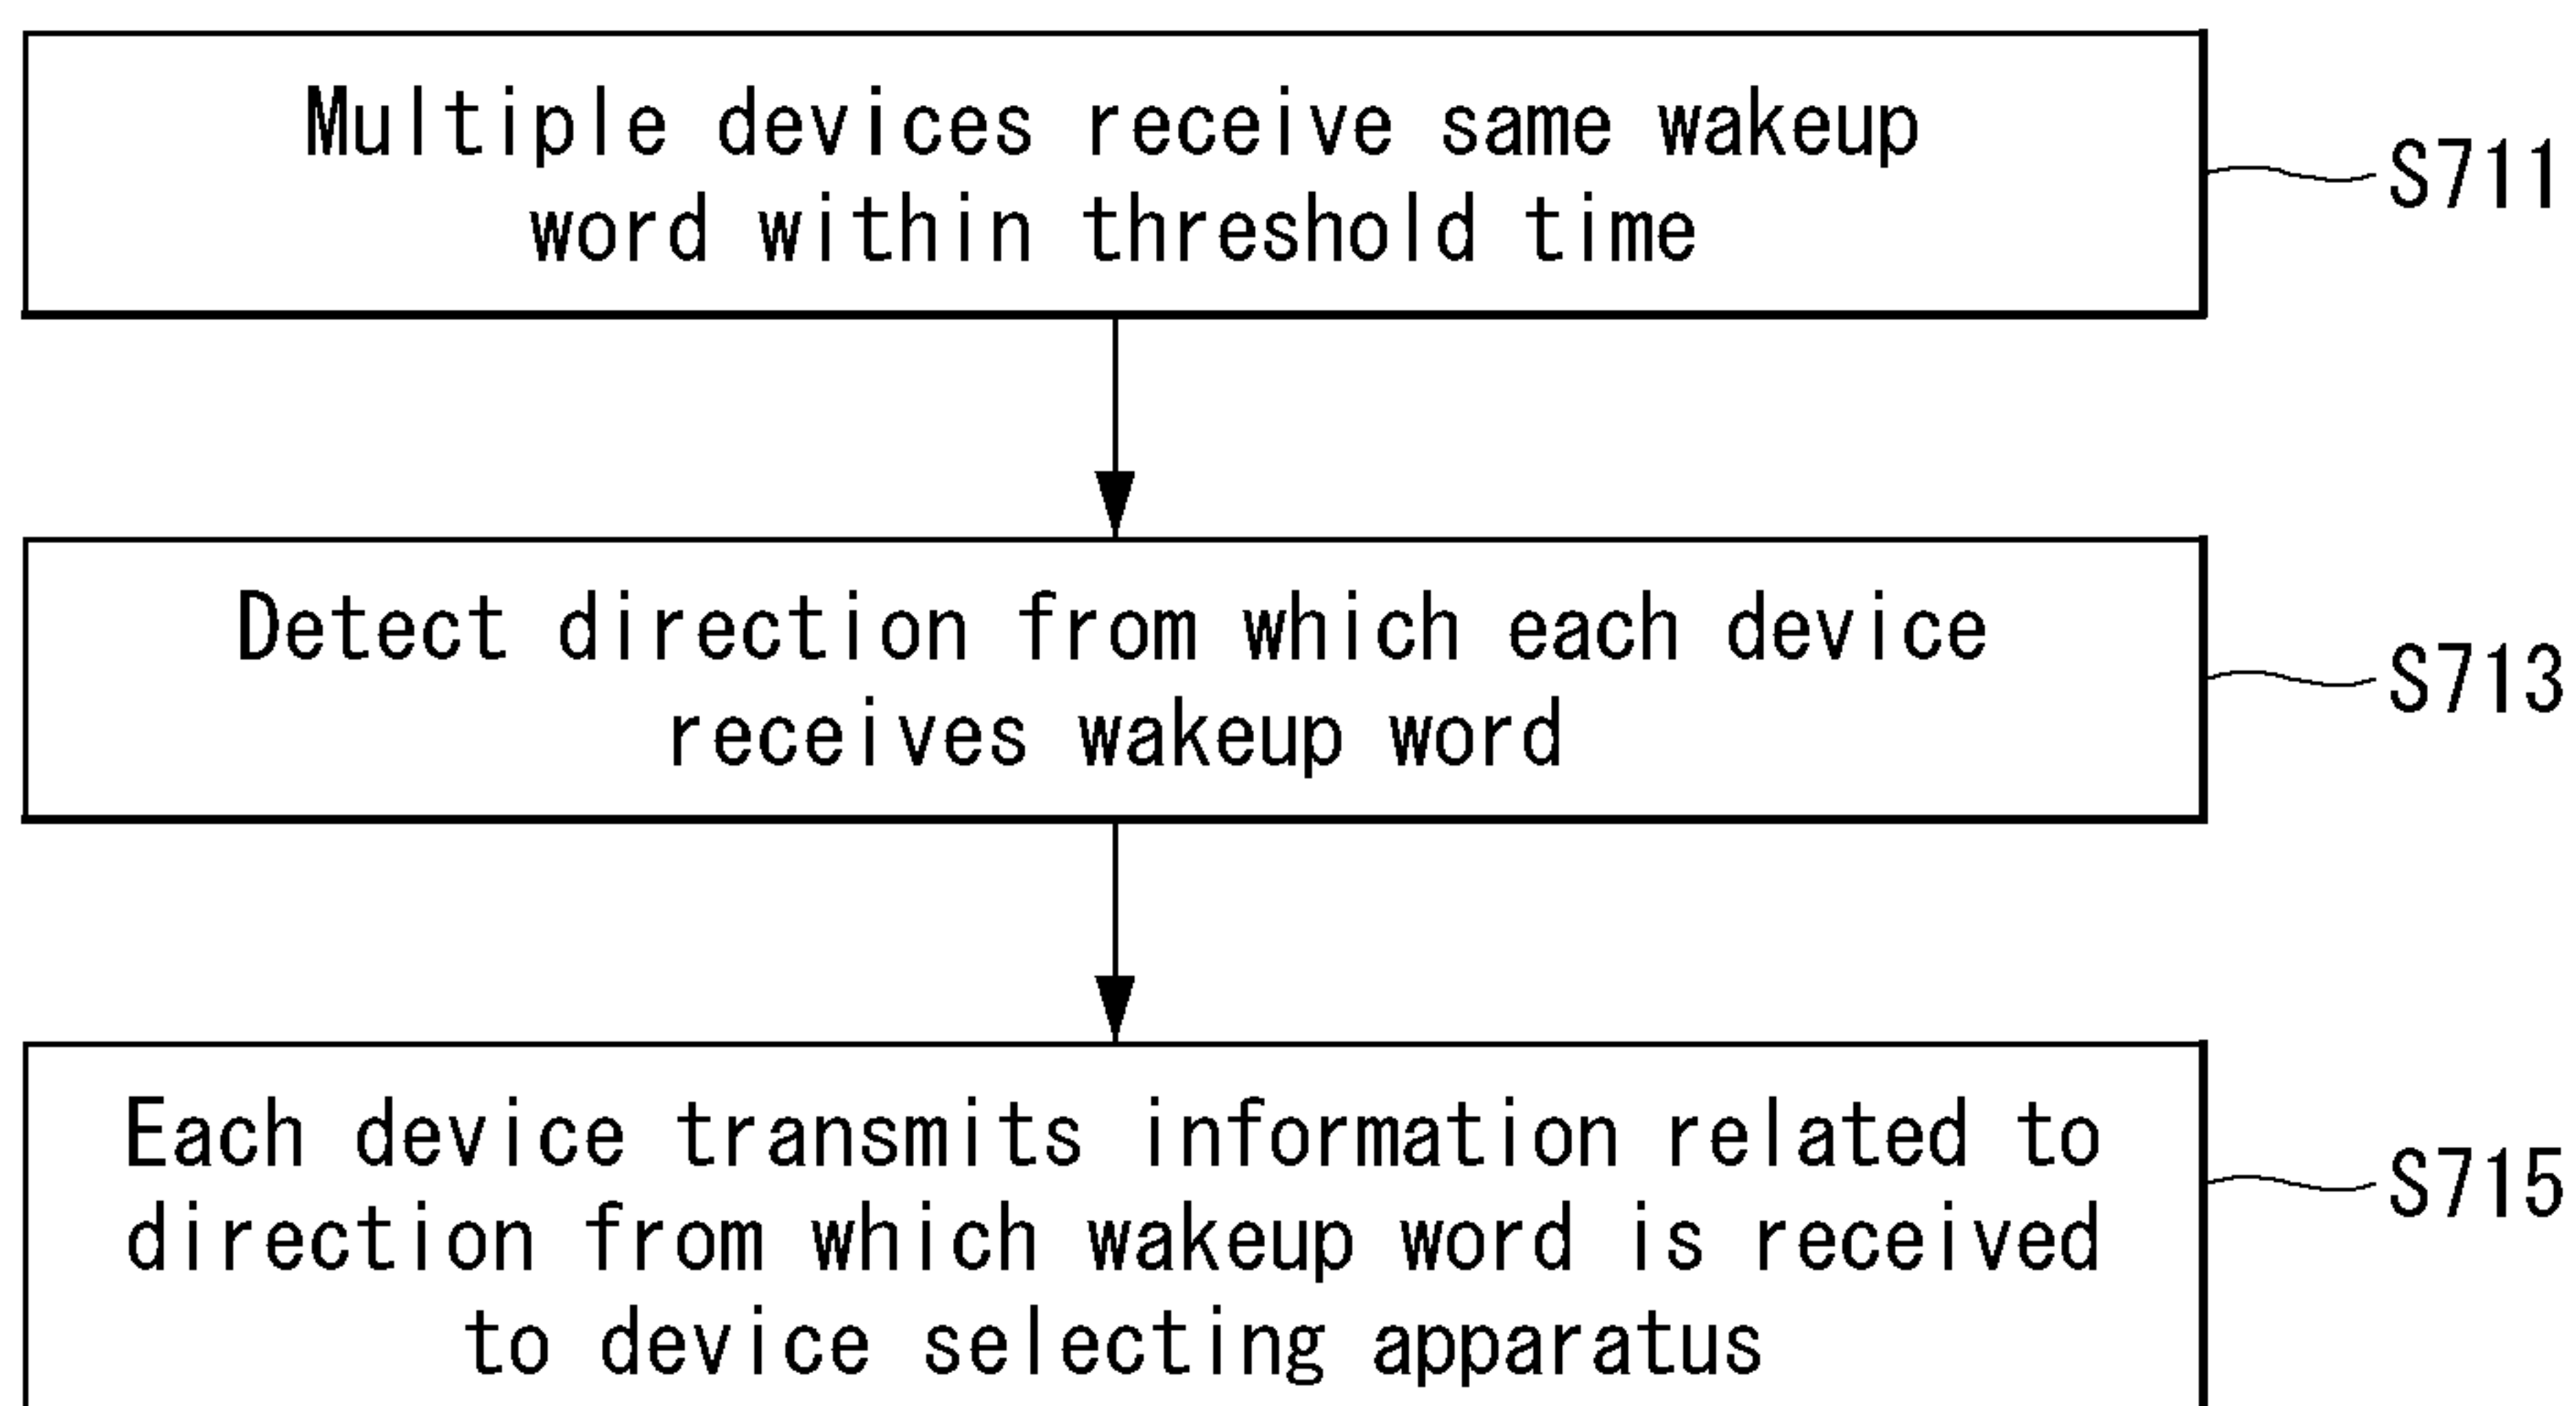 Multiple devices receive same wakeup
word within threshold time
S711
Detect direction from which each device
receives wakeup word
S713
Each device transmits information related to
direction from which wakeup word is received
to device selecting apparatus
S715